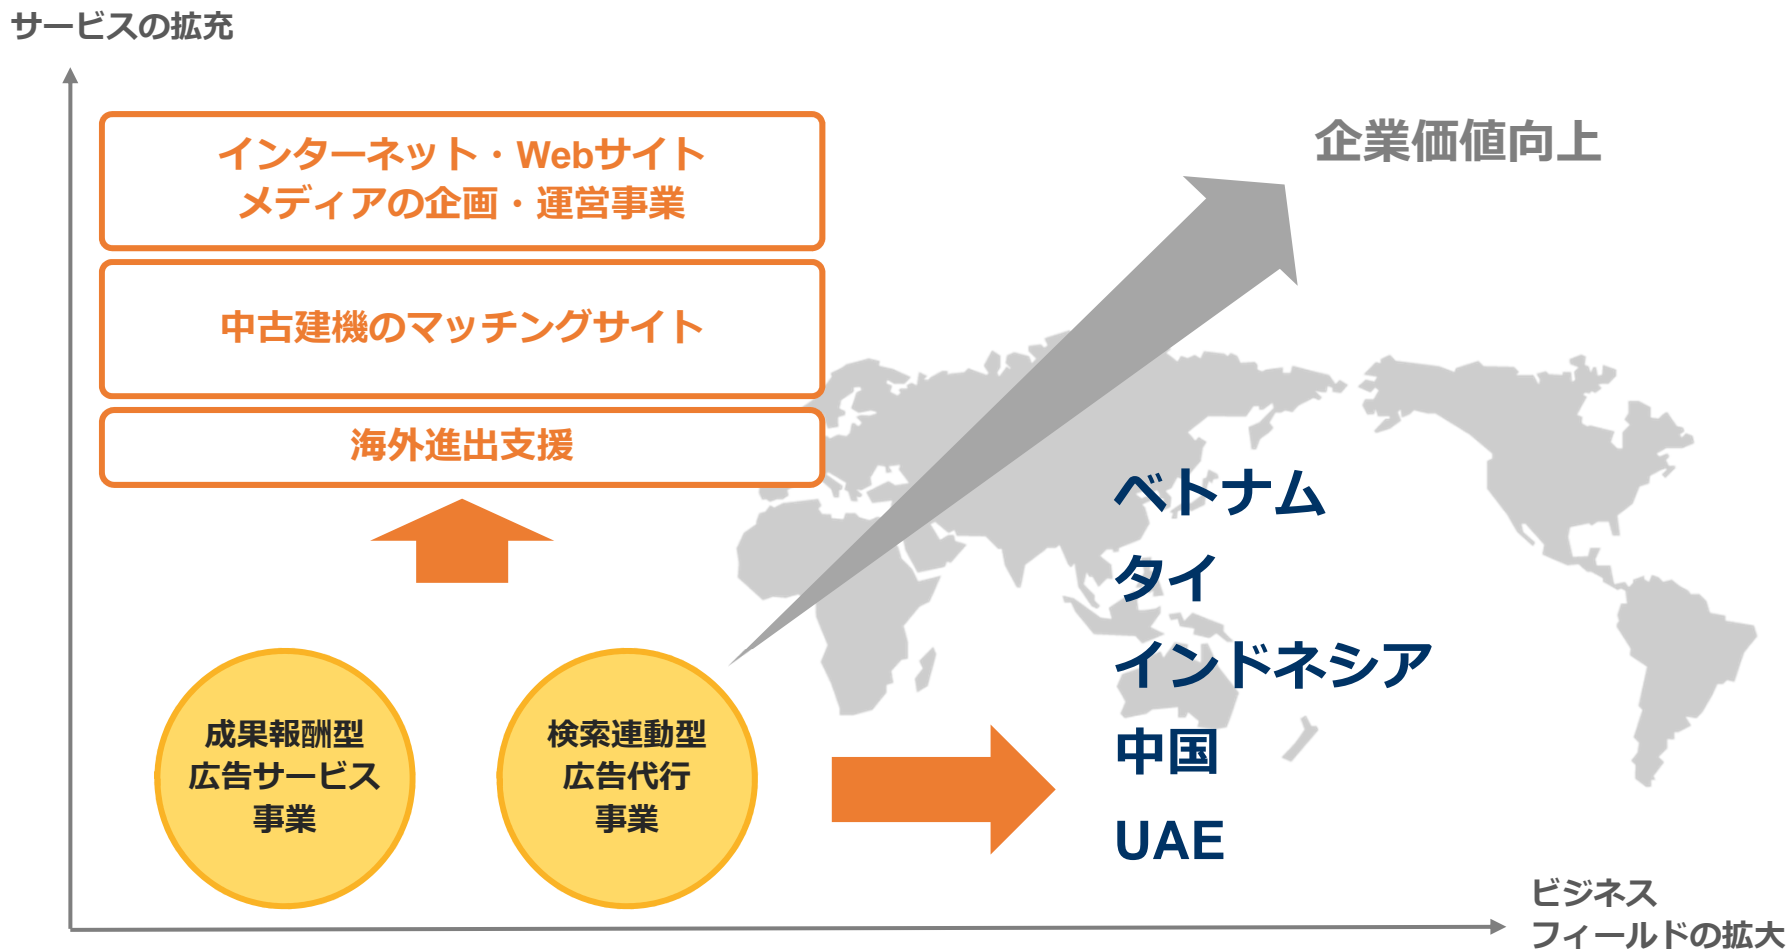 サービスの拡充
企業価値向上
インターネット・Webサイト
メディアの企画・運営事業
中古建機のマッチングサイト
海外進出支援
ベトナム
タイ
インドネシア
中国
UAE
成果報酬型
広告サービス
事業
検索連動型
広告代行
事業
ビジネス
フィールドの拡大